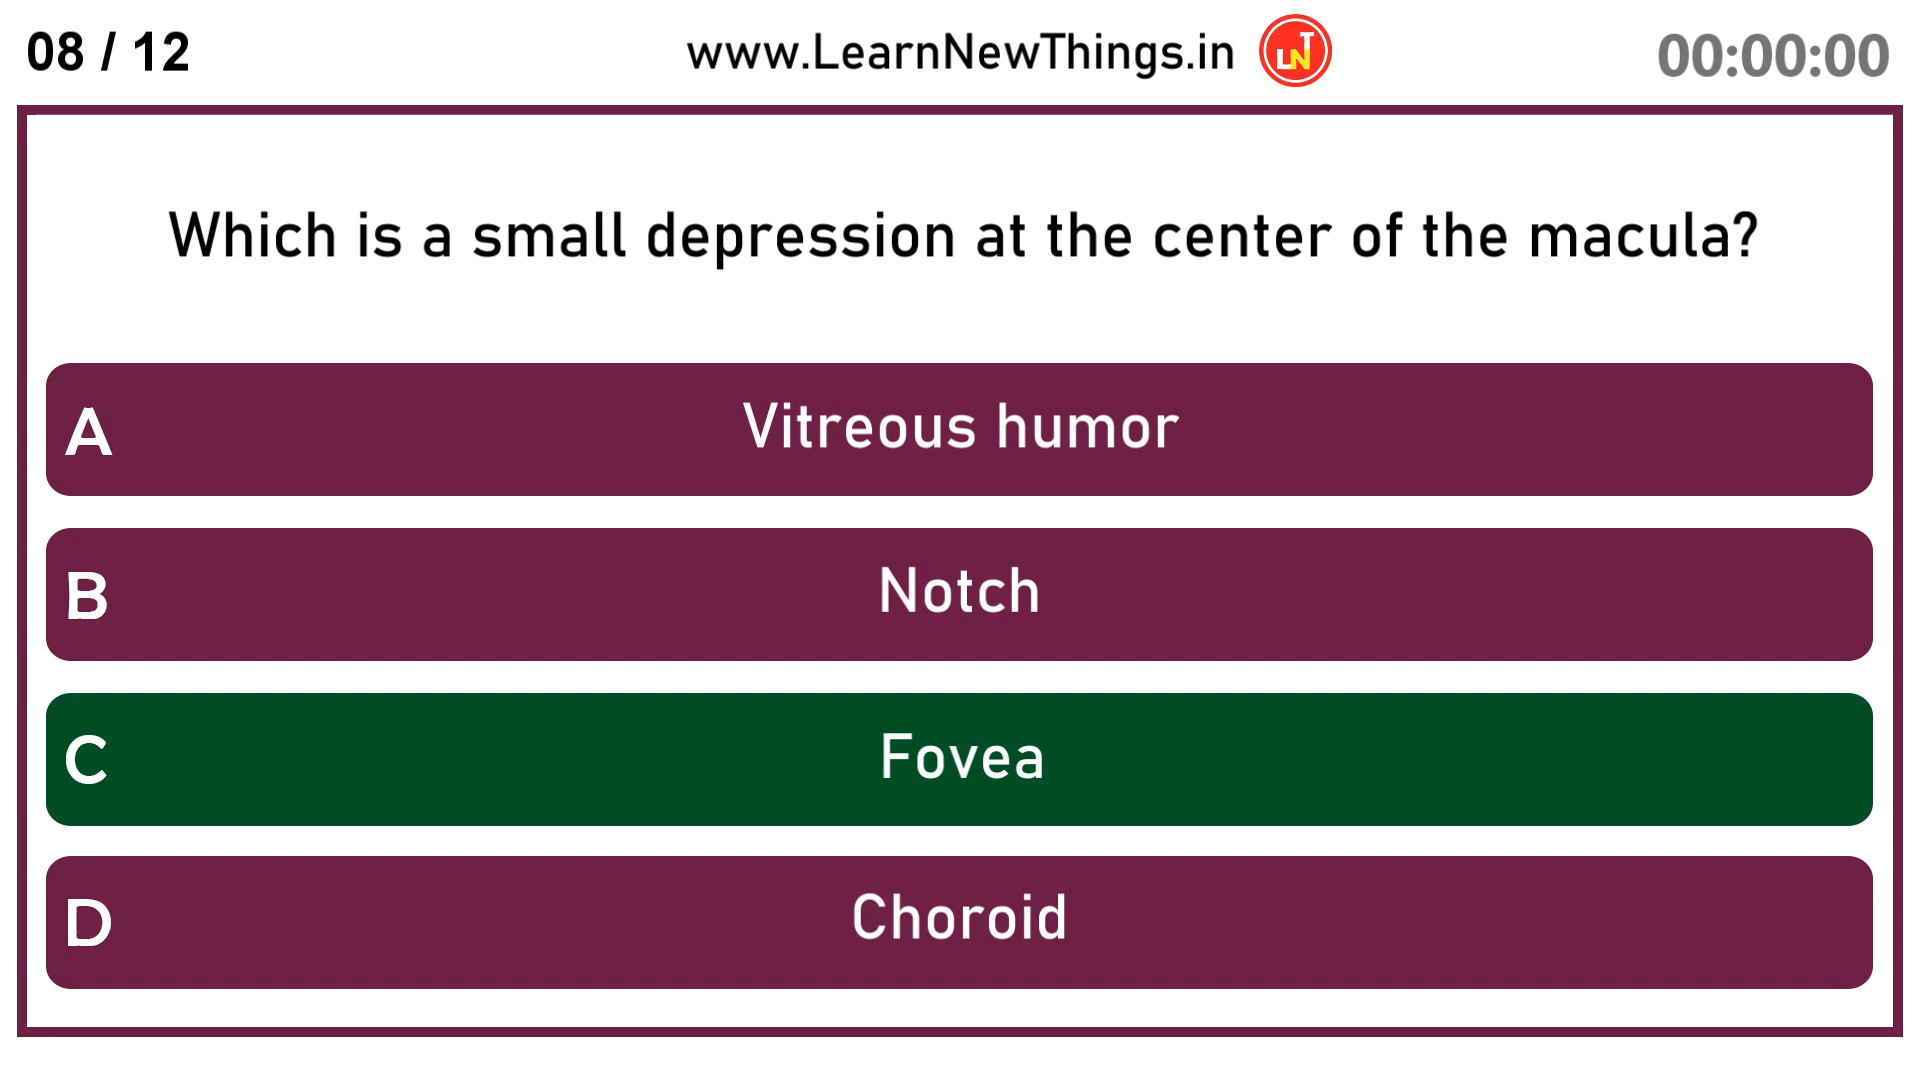 08 / 12
www.LearnNewThings.in
LNT
00:00:00
Which is a small depression at the center of the macula?
A Vitreous humor
B Notch
C Fovea
D Choroid